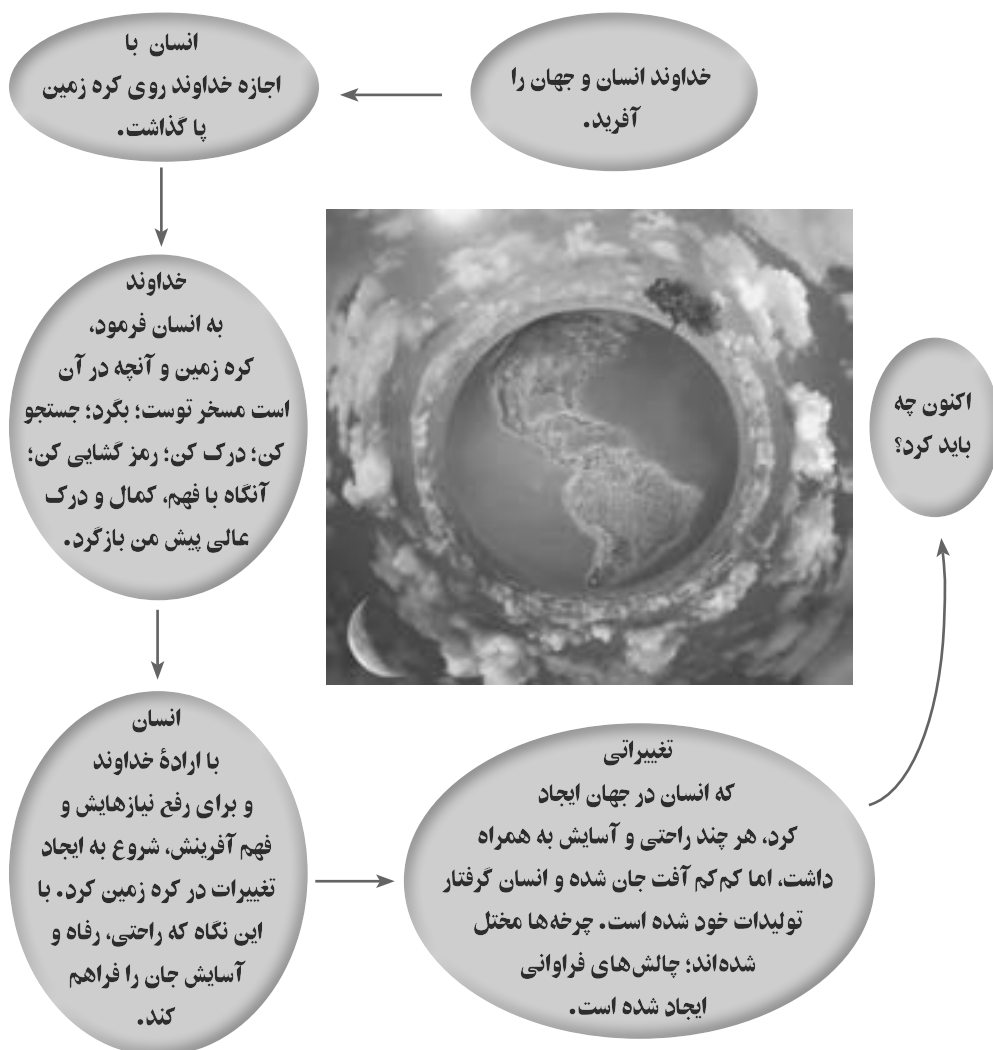 خداوند انسان و جهان را
آفرید.
انسان با
اجازه خداوند روی کره زمین
پا گذاشت.
خداوند
به انسان فرمود،
کره زمین و آنچه در آن
است مسخر توست؛ بگرد؛ جستجو
کن؛ درک کن؛ رمز گشایی کن؛
آنگاه با فهم، کمال و درک
عالی پیش من بازگرد.
انسان
با ارادهٔ خداوند
و برای رفع نیازهایش و
فهم آفرینش، شروع به ایجاد
تغییرات در کره زمین کرد. با
این نگاه که راحتی، رفاه و
آسایش جان را فراهم
کند.
تغییراتی
که انسان در جهان ایجاد
کرد، هر چند راحتی و آسایش به همراه
داشت، اما کم‌کم آفت جان شده و انسان گرفتار
تولیدات خود شده است. چرخه‌ها مختل
شده‌اند؛ چالش‌های فراوانی
ایجاد شده است.
اکنون چه
باید کرد؟